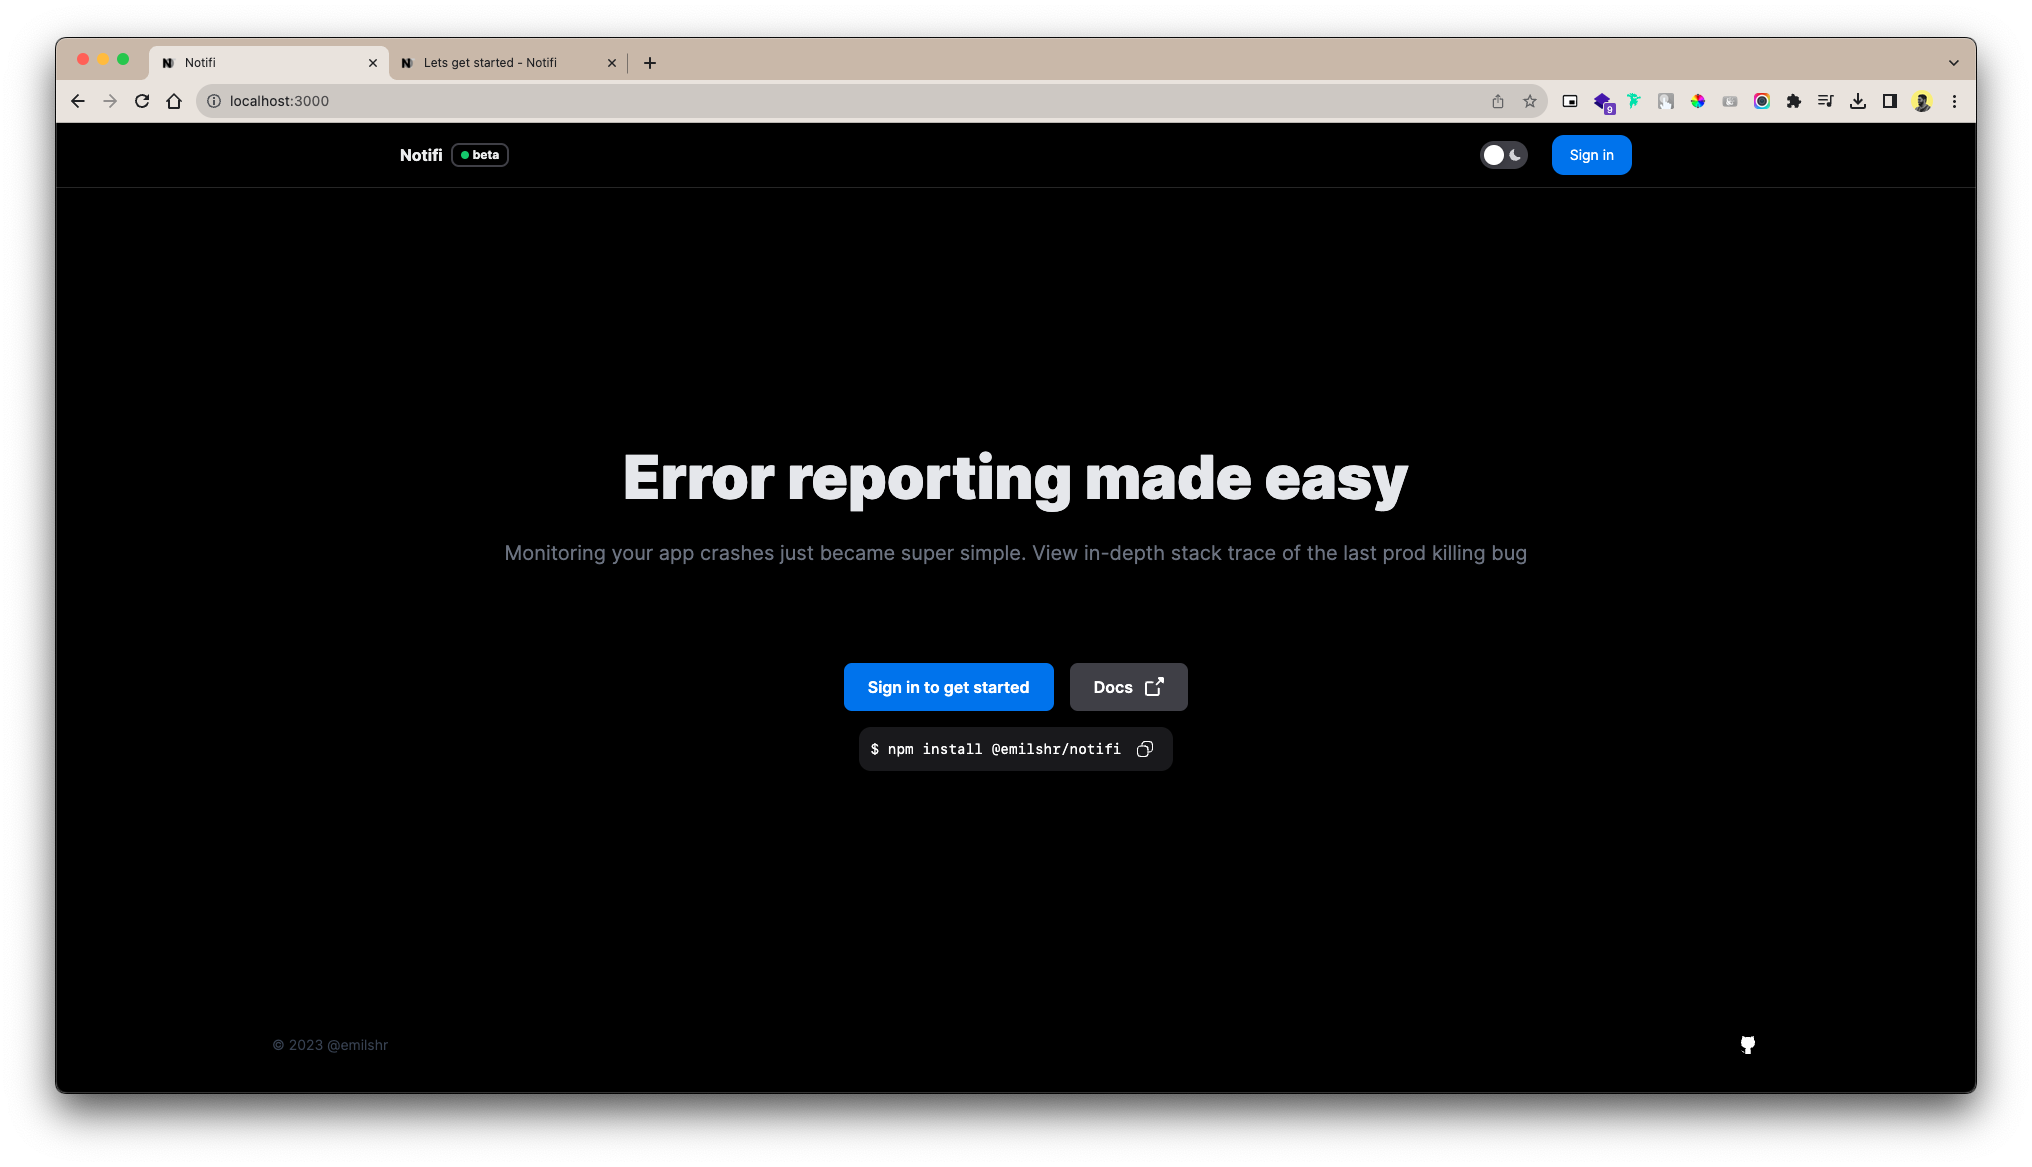 Notifi
Lets get started - Notifi
localhost:3000
9
Notifi
beta
Sign in
Error reporting made easy
Monitoring your app crashes just became super simple. View in-depth stack trace of the last prod killing bug
Sign in to get started
Docs
$ npm install @emilshr/notifi
© 2023 @emilshr